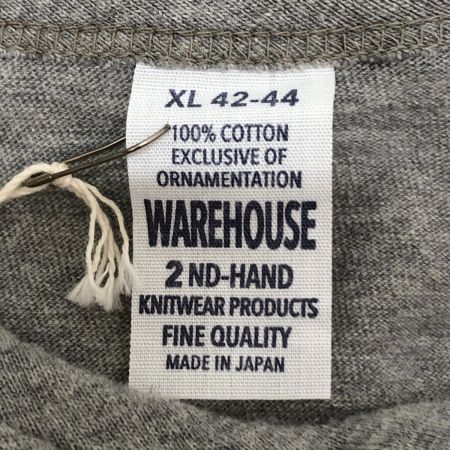 XL 42-44
100% COTTON
EXCLUSIVE OF
ORNAMENTATION
WAREHOUSE
2 ND-HAND
KNITWEAR PRODUCTS
FINE QUALITY
MADE IN JAPAN